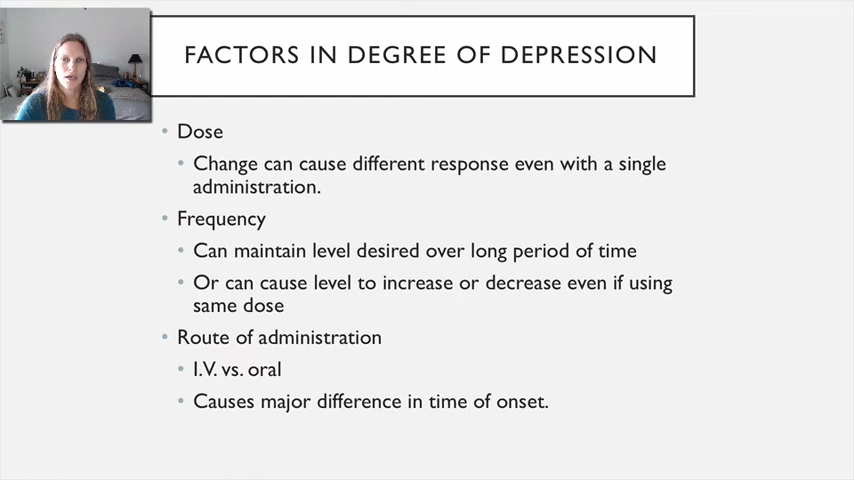 FACTORS IN DEGREE OF DEPRESSION
• Dose
• Change can cause different response even with a single
administration.
• Frequency
• Can maintain level desired over long period of time
• Or can cause level to increase or decrease even if using
same dose
• Route of administration
• I.V. vs. oral
• Causes major difference in time of onset.